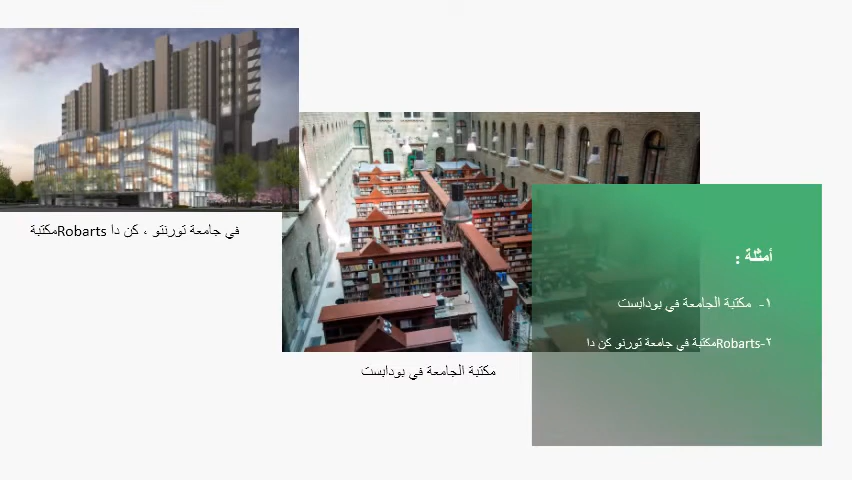 في جامعة تورنتو ، كن دا Robartsمكتبة
أمثلة :
١- مكتبة الجامعة في بودابست
٢-Robartsمكتبة في جامعة تورنو كن دا
مكتبة الجامعة في بودابست